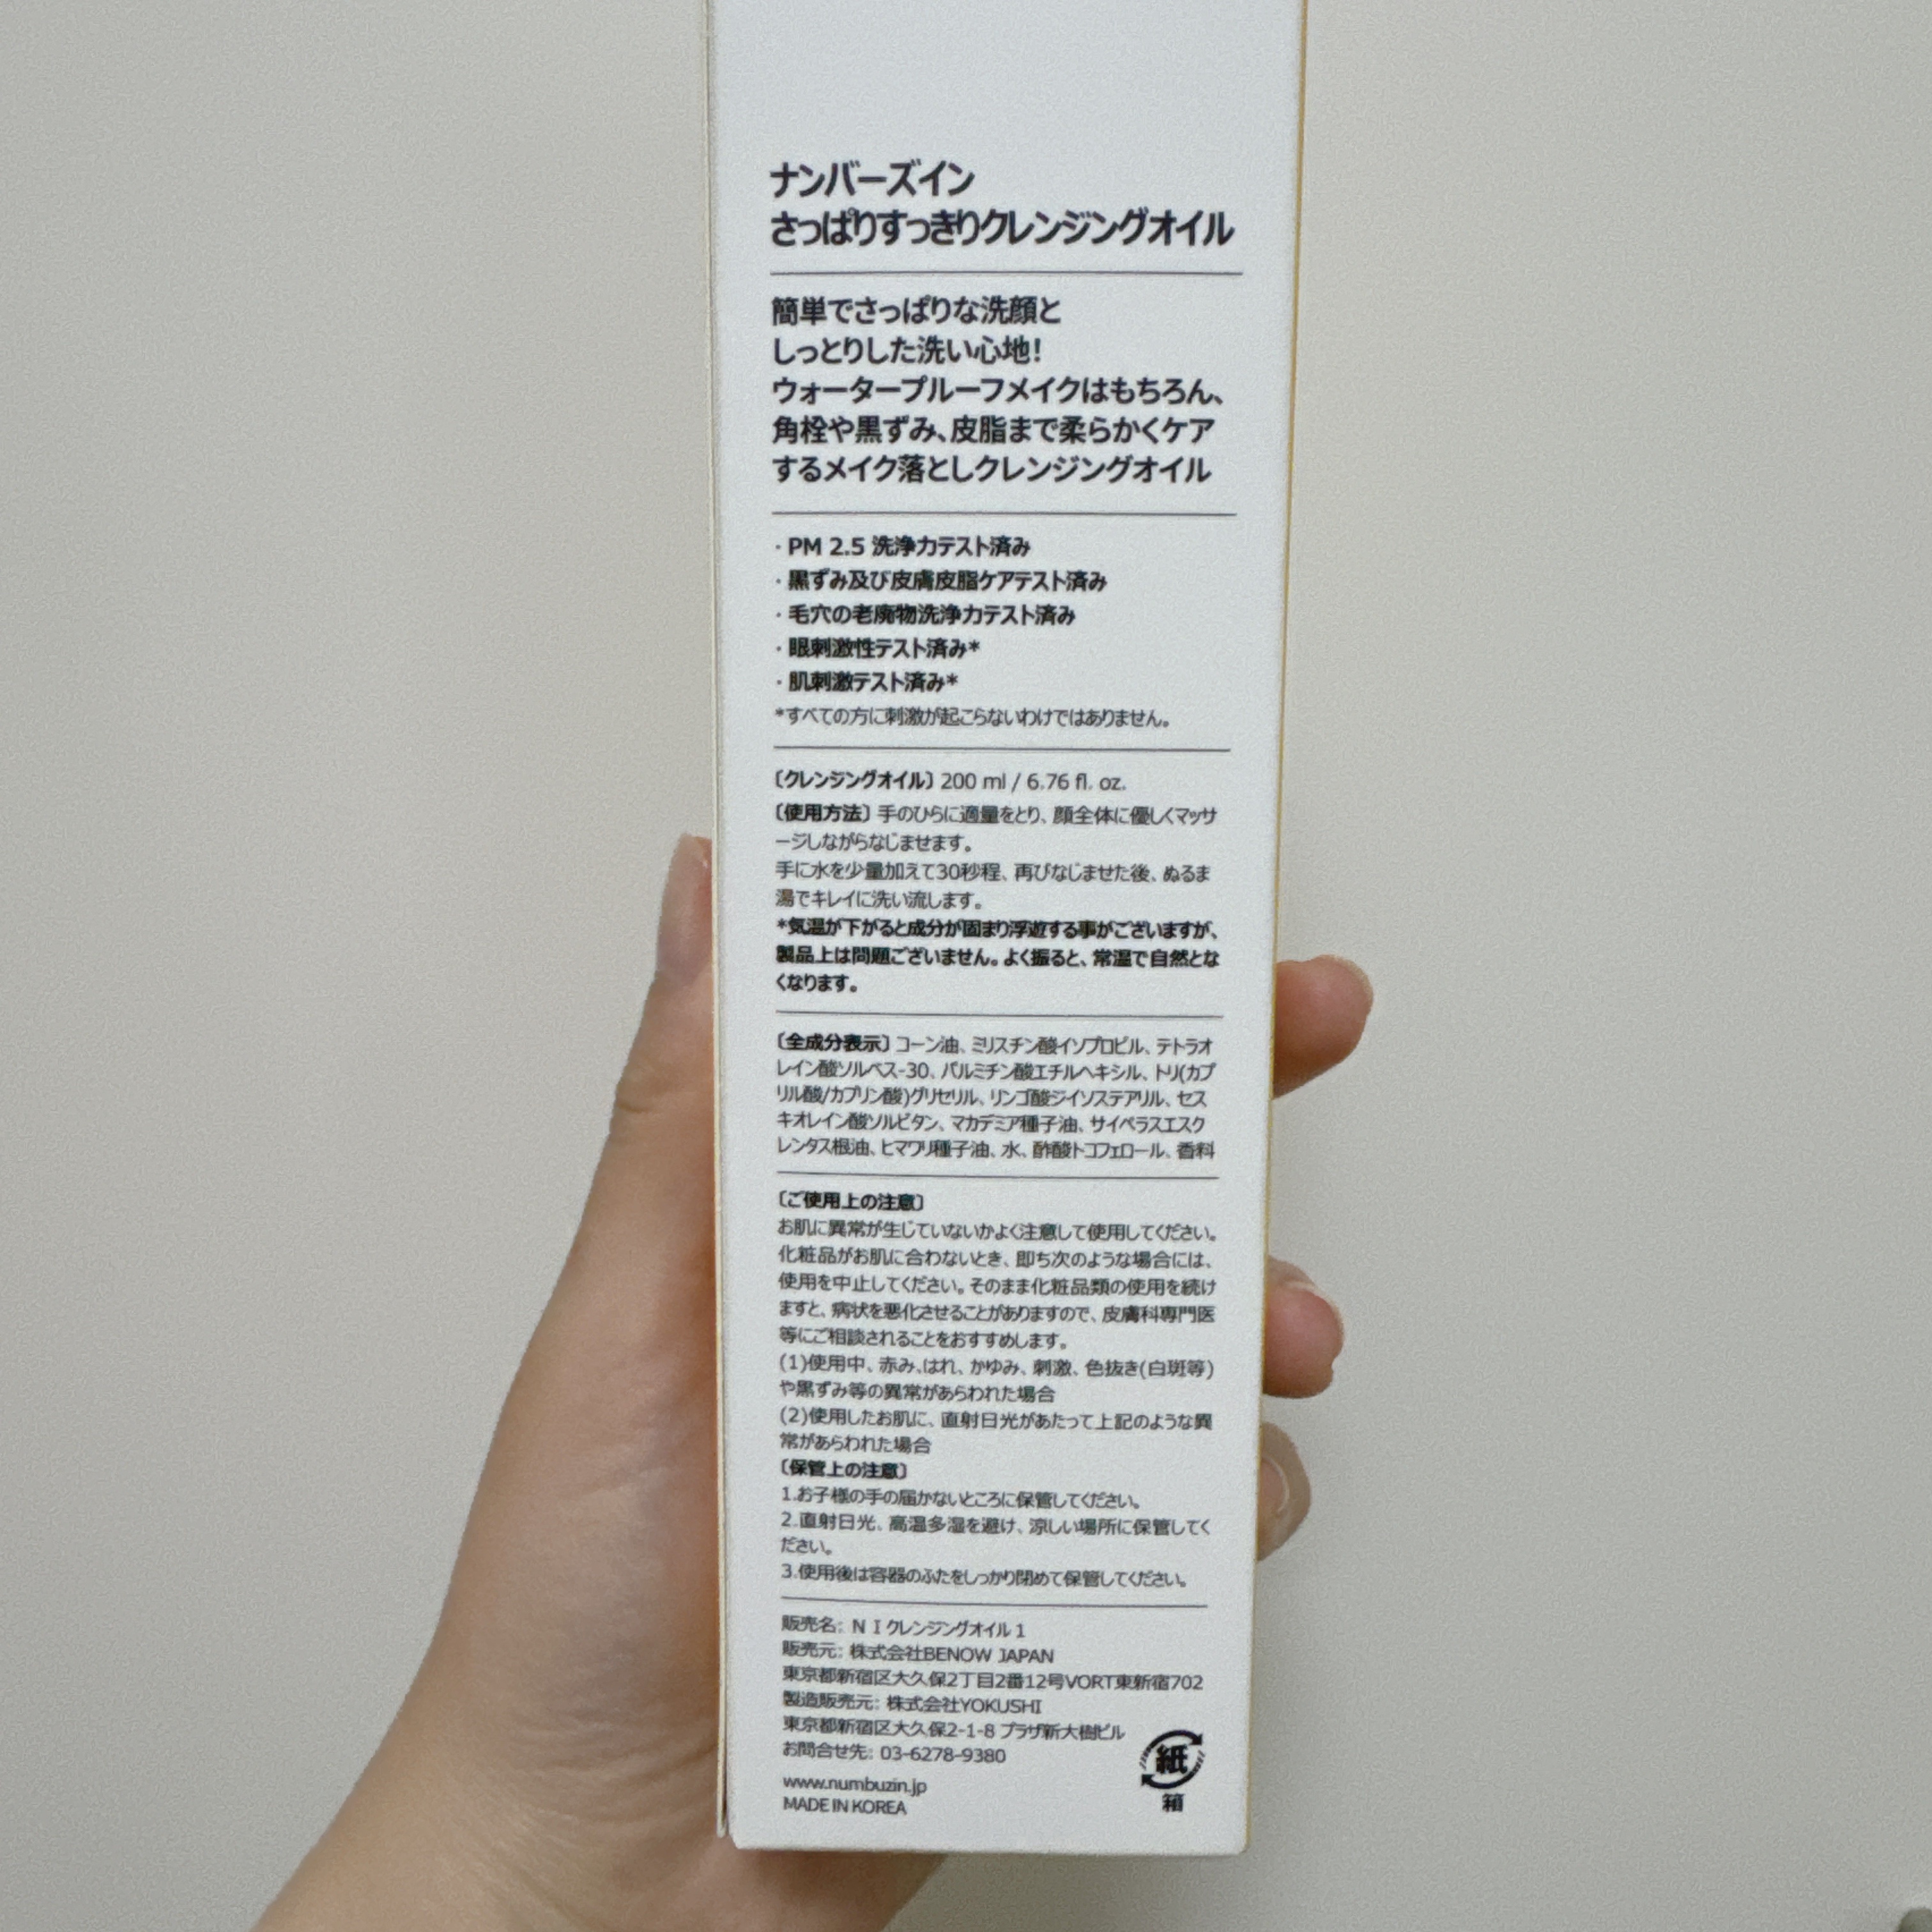 ナンバーズイン
さっぱりすっきりクレンジングオイル
簡単でさっぱりな洗顔と
しっとりした洗い心地!
ウォータープルーフメイクはもちろん、
角栓や黒ずみ、皮脂まで柔らかくケア
するメイク落としクレンジングオイル
· PM 2.5 洗浄力テスト済み
· 黒ずみ及び皮膚皮脂ケアテスト済み
· 毛穴の老廃物洗浄力テスト済み
· 眼刺激性テスト済み*
· 肌刺激テスト済み*
*すべての方に刺激が起こらないわけではありません。
〔クレンジングオイル〕200 ml / 6.76 fl. oz.
〔使用方法〕手のひらに適量をとり、顔全体に優しくマッサ
ージしながらなじませます。
手に水を少量加えて30秒程、再びなじませた後、ぬるま
湯でキレイに洗い流します。
*気温が下がると成分が固まり浮遊する事がございますが、
製品上は問題ございません。よく振ると、常温で自然とな
くなります。
〔全成分表示〕コーン油、ミリスチン酸イソプロピル、テトラオ
レイン酸ソルベス-30、パルミチン酸エチルヘキシル、トリ(カプ
リル酸/カプリン酸)グリセリル、リンゴ酸ジイソステアリル、セス
キオレイン酸ソルビタン、マカデミア種子油、サイペラスエスク
レンタス根油、ヒマワリ種子油、水、酢酸トコフェロール、香料
〔ご使用上の注意〕
お肌に異常が生じていないかよく注意して使用してください。
化粧品がお肌に合わないとき、即ち次のような場合には、
使用を中止してください。そのまま化粧品類の使用を続け
ますと、病状を悪化させることがありますので、皮膚科専門医
等にご相談されることをおすすめします。
(1)使用中、赤み、はれ、かゆみ、刺激、色抜き(白斑等)
や黒ずみ等の異常があらわれた場合
(2)使用したお肌に、直射日光があたって上記のような異
常があらわれた場合
〔保管上の注意〕
1.お子様の手の届かないところに保管してください。
2.直射日光、高温多湿を避け、涼しい場所に保管してく
ださい。
3.使用後は容器のふたをしっかり閉めて保管してください。
販売名: ＮＩクレンジングオイル１
販売元: 株式会社BENOW JAPAN
東京都新宿区大久保2丁目2番12号VORT東新宿702
製造販売元: 株式会社YOKUSHI
東京都新宿区大久保2-1-8 プラザ新大樹ビル
お問合せ先: 03-6278-9380
www.numbuzin.jp
MADE IN KOREA
紙
箱